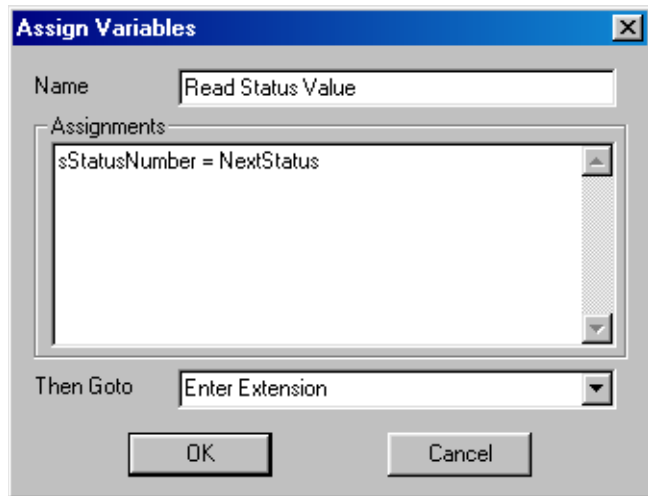 Assign Variables
Name Read Status Value
Assignments
sStatusNumber = NextStatus
Then Goto Enter Extension
OK Cancel